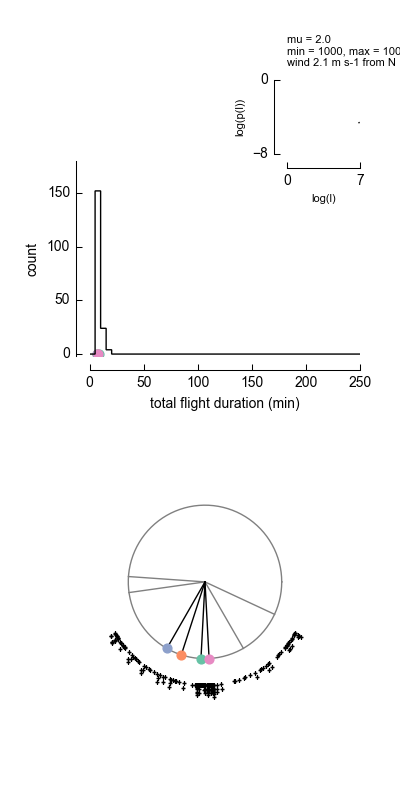 mu = 2.0
min = 1000, max = 100
wind 2.1 m s-1 from N
0
log(p(l))
−8
0
7
log(l)
150
100
50
0
count
0
50
100
150
200
250
total flight duration (min)